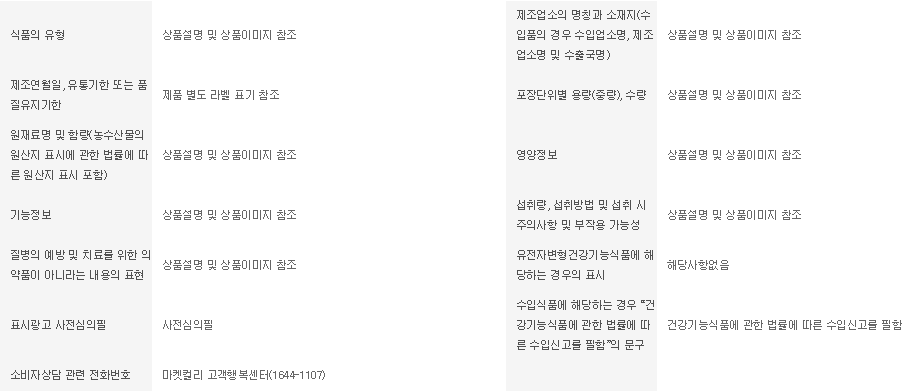 식품의 유형
상품설명 및 상품이미지 참조
제조업소의 명칭과 소재지(수
입품의 경우 수입업소명, 제조
업소명 및 수출국명)
상품설명 및 상품이미지 참조
제조연월일, 유통기한 또는 품
질유지기한
제품 별도 라벨 표기 참조
포장단위별 용량(중량), 수량
상품설명 및 상품이미지 참조
원재료명 및 함량(농수산물의
원산지 표시에 관한 법률에 따
른 원산지 표시 포함)
상품설명 및 상품이미지 참조
영양정보
상품설명 및 상품이미지 참조
기능정보
상품설명 및 상품이미지 참조
섭취량, 섭취방법 및 섭취 시
주의사항 및 부작용 가능성
상품설명 및 상품이미지 참조
질병의 예방 및 치료를 위한 의
약품이 아니라는 내용의 표현
상품설명 및 상품이미지 참조
유전자변형건강기능식품에 해
당하는 경우의 표시
해당사항없음
표시광고 사전심의필
사전심의필
수입식품에 해당하는 경우 "건
강기능식품에 관한 법률에 따
른 수입신고를 필함"의 문구
건강기능식품에 관한 법률에 따른 수입신고를 필함
소비자상담 관련 전화번호
마켓컬리 고객행복센터(1644-1107)